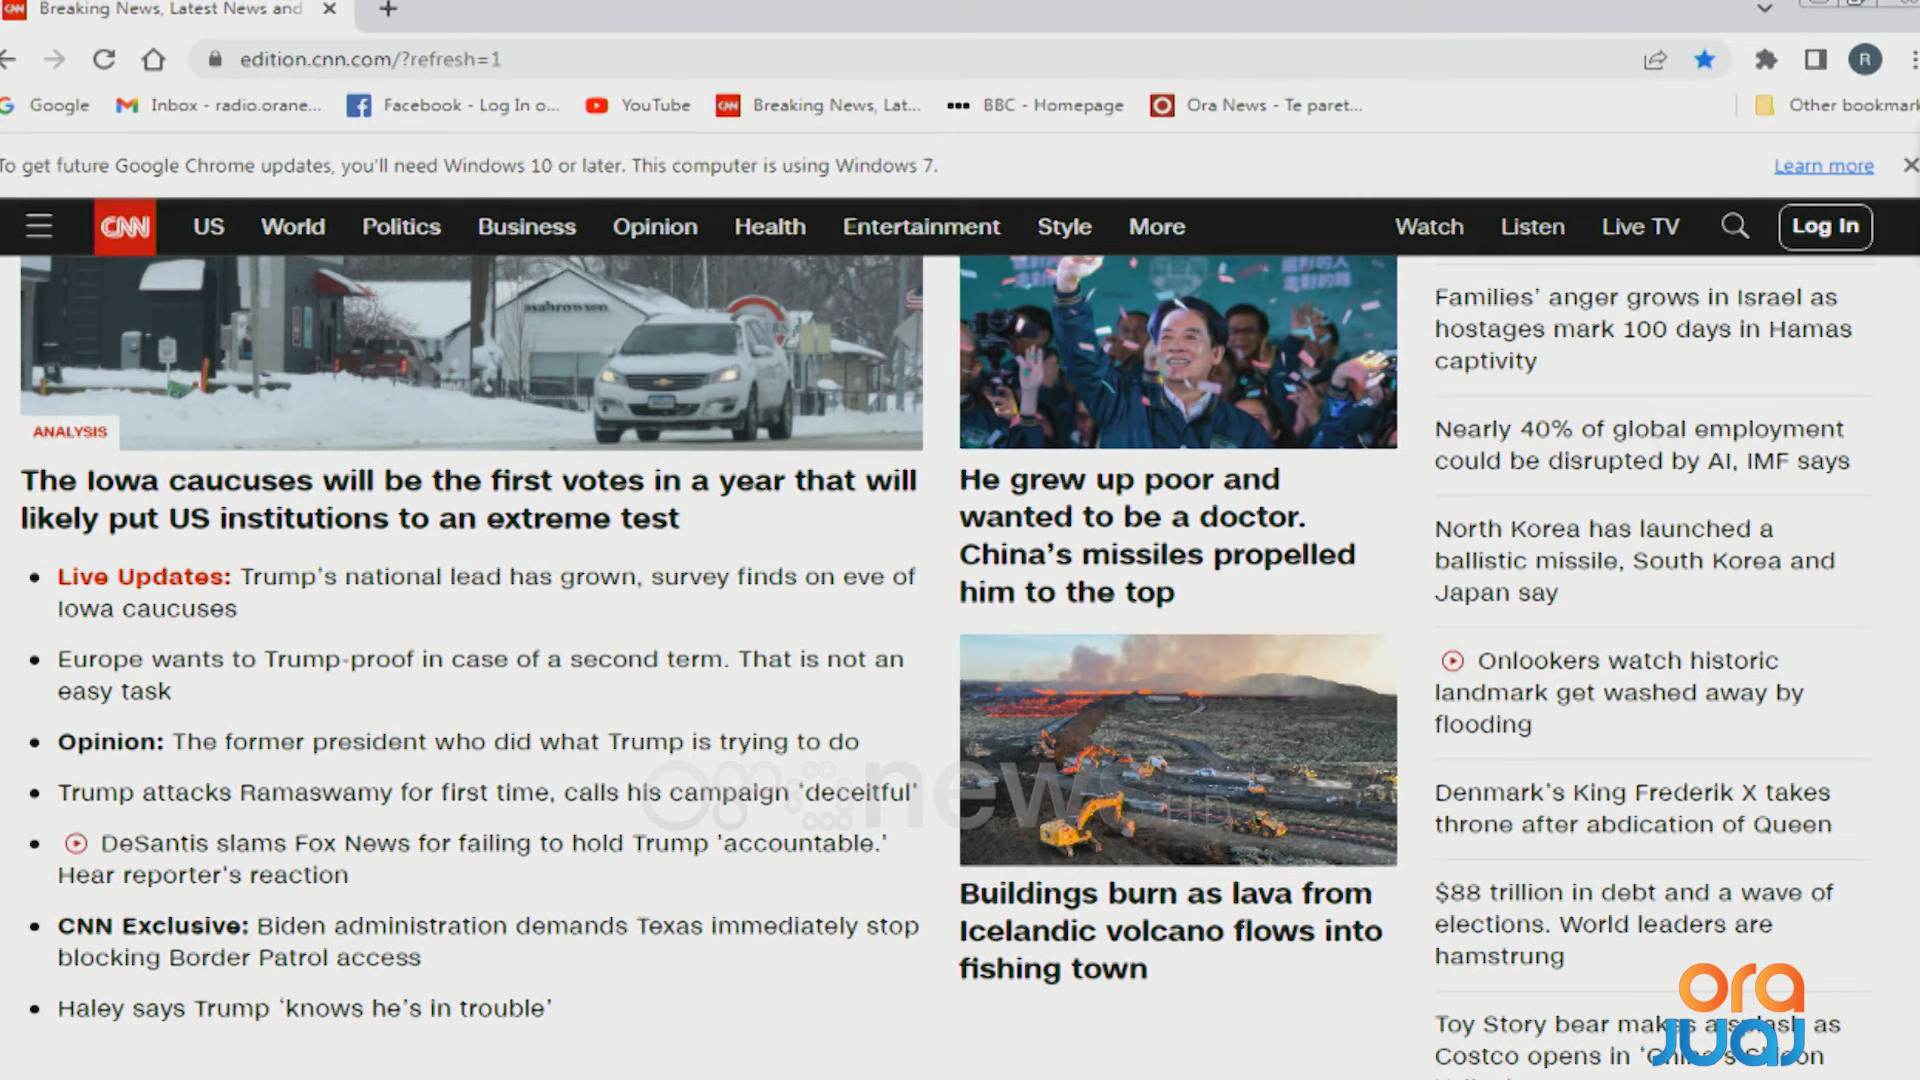 CNN Breaking News, Latest News and
edition.cnn.com/?refresh=1
R
Google
Inbox - radio.orane...
Facebook - Log In o...
YouTube
CNN Breaking News, Lat...
BBC - Homepage
Ora News - Te paret...
Other bookmark
To get future Google Chrome updates, you'll need Windows 10 or later. This computer is using Windows 7.
Learn more
CNN
US
World
Politics
Business
Opinion
Health
Entertainment
Style
More
Watch
Listen
Live TV
Log In
asabrowsen
ANALYSIS
The Iowa caucuses will be the first votes in a year that will
likely put US institutions to an extreme test
Live Updates: Trump's national lead has grown, survey finds on eve of
Iowa caucuses
Europe wants to Trump-proof in case of a second term. That is not an
easy task
Opinion: The former president who did what Trump is trying to do
Trump attacks Ramaswamy for first time, calls his campaign 'deceitful'
DeSantis slams Fox News for failing to hold Trump 'accountable.'
Hear reporter's reaction
CNN Exclusive: Biden administration demands Texas immediately stop
blocking Border Patrol access
Haley says Trump 'knows he's in trouble'
He grew up poor and
wanted to be a doctor.
China's missiles propelled
him to the top
news HD
Buildings burn as lava from
Icelandic volcano flows into
fishing town
Families' anger grows in Israel as
hostages mark 100 days in Hamas
captivity
Nearly 40% of global employment
could be disrupted by AI, IMF says
North Korea has launched a
ballistic missile, South Korea and
Japan say
Onlookers watch historic
landmark get washed away by
flooding
Denmark's King Frederik X takes
throne after abdication of Queen
$88 trillion in debt and a wave of
elections. World leaders are
hamstrung
Toy Story bear makes a splash as
Costco opens in 'China's Silicon
ora
juaj